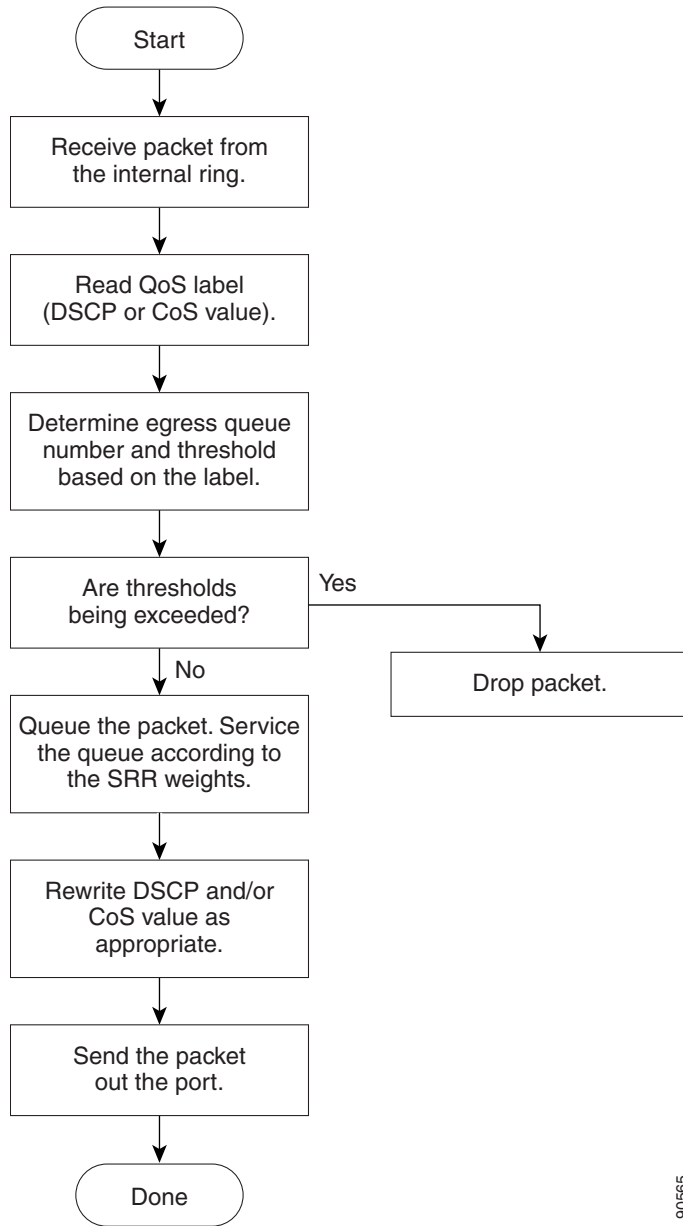 Start
Receive packet from
the internal ring.
Read QoS label
(DSCP or CoS value).
Determine egress queue
number and threshold
based on the label.
Are thresholds
being exceeded?
Yes
No
Drop packet.
Queue the packet. Service
the queue according to
the SRR weights.
Rewrite DSCP and/or
CoS value as
appropriate.
Send the packet
out the port.
Done
90565